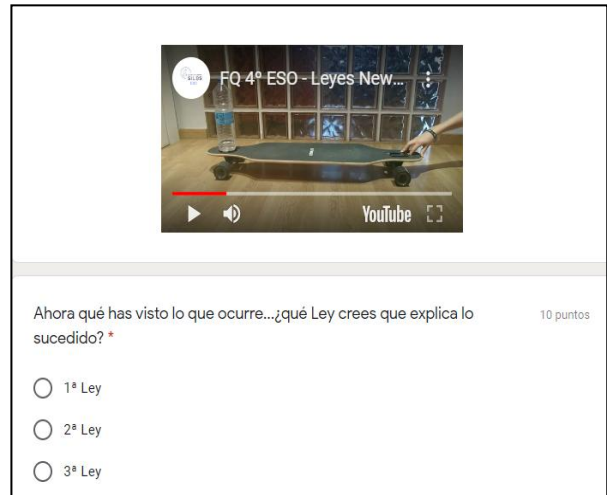 FQ 4º ESO - Leyes New...
YouTube
Ahora qué has visto lo que ocurre...¿qué Ley crees que explica lo
sucedido? *
10 puntos
1ª Ley
2ª Ley
3ª Ley